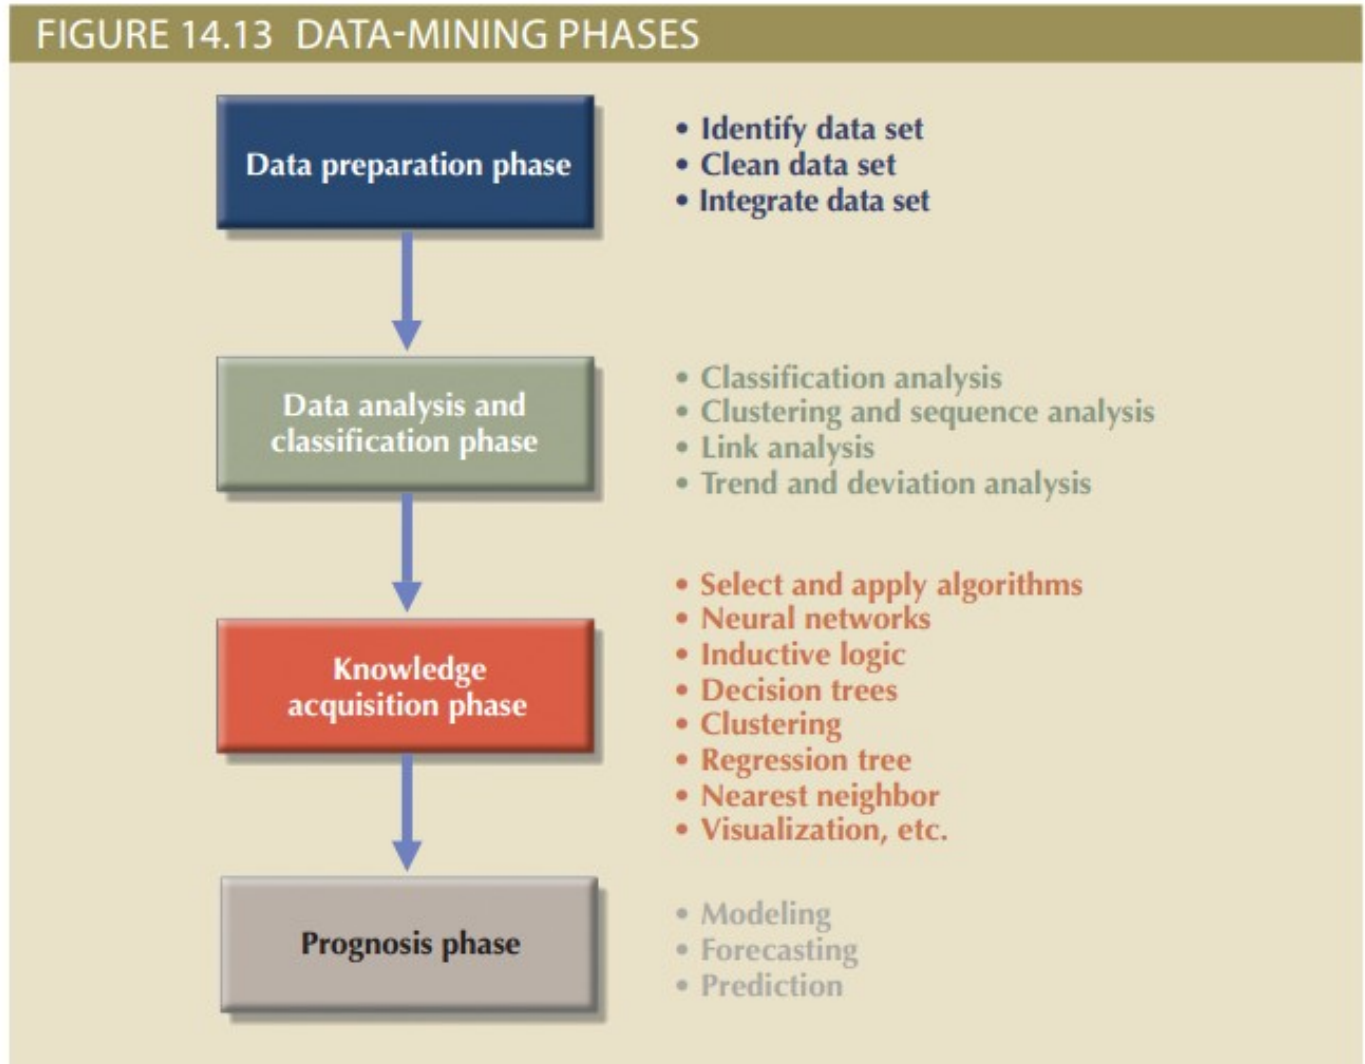 FIGURE 14.13 DATA-MINING PHASES
Data preparation phase
• Identify data set
• Clean data set
• Integrate data set
Data analysis and
classification phase
• Classification analysis
• Clustering and sequence analysis
• Link analysis
• Trend and deviation analysis
Knowledge
acquisition phase
• Select and apply algorithms
• Neural networks
• Inductive logic
• Decision trees
• Clustering
• Regression tree
• Nearest neighbor
• Visualization, etc.
Prognosis phase
• Modeling
• Forecasting
• Prediction